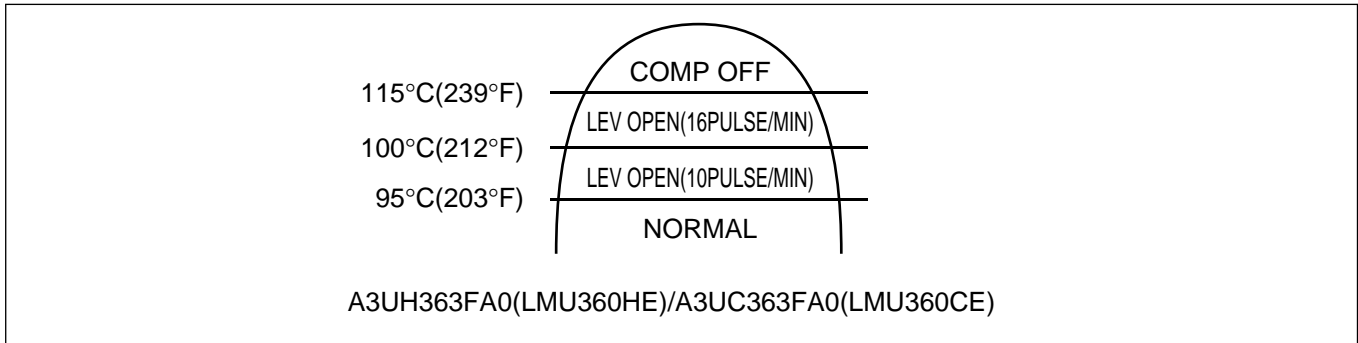 COMP OFF
115°C(239°F)
LEV OPEN(16PULSE/MIN)
100°C(212°F)
LEV OPEN(10PULSE/MIN)
95°C(203°F)
NORMAL
A3UH363FA0(LMU360HE)/A3UC363FA0(LMU360CE)